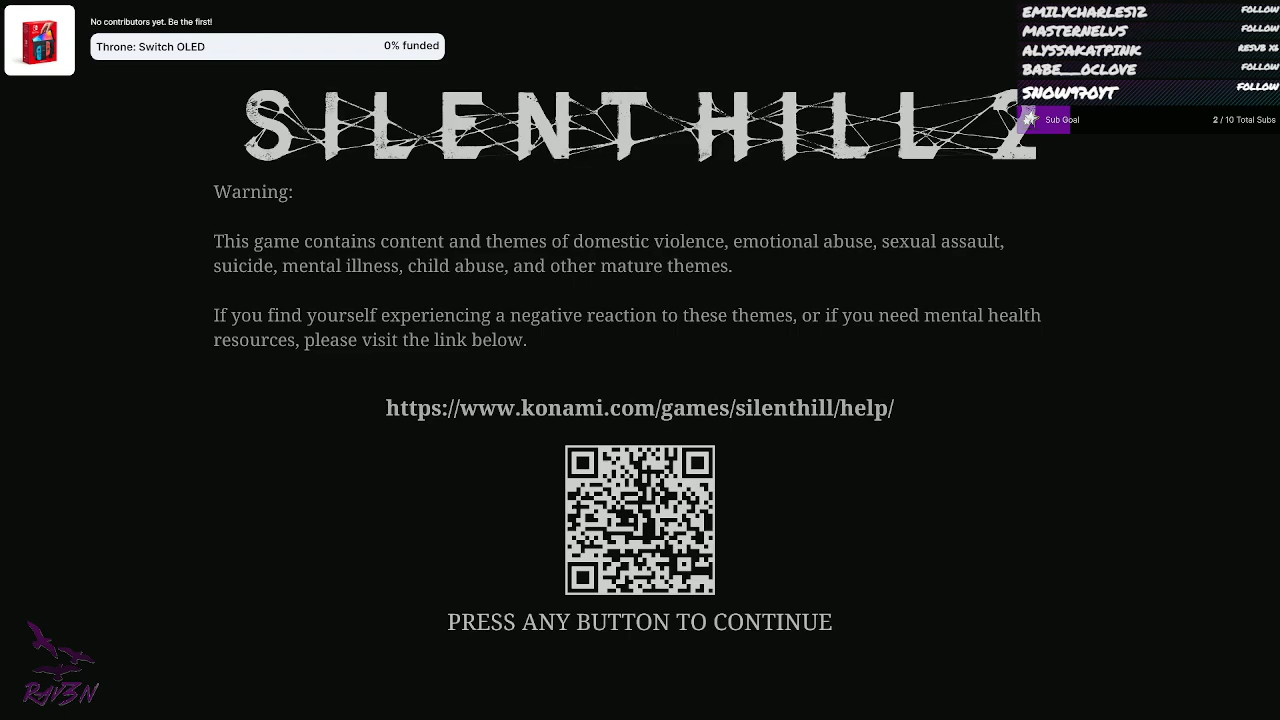 No contributors yet. Be the first!
Throne: Switch OLED 0% funded
EMILYCHARLES12 FOLLOW
MASTERNELUS FOLLOW
ALYSSAKATPINK RESUB XL
BABE__OCLOVE FOLLOW
SNOW970YT FOLLOW
Sub Goal 2 / 10 Total Subs
SILENT HILL 2
Warning:
This game contains content and themes of domestic violence, emotional abuse, sexual assault,
suicide, mental illness, child abuse, and other mature themes.
If you find yourself experiencing a negative reaction to these themes, or if you need mental health
resources, please visit the link below.
https://www.konami.com/games/silenthill/help/
PRESS ANY BUTTON TO CONTINUE
RAV3N